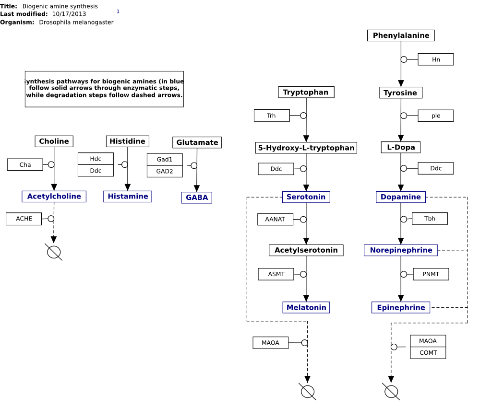 Title: Biogenic amine synthesis
Last modified: 10/17/2013
1
Organism: Drosophila melanogaster
ynthesis pathways for biogenic amines (in blue
follow solid arrows through enzymatic steps,
while degradation steps follow dashed arrows.
Phenylalanine
Hn
Tryptophan
Tyrosine
Trh
ple
Choline
Histidine
Glutamate
5-Hydroxy-L-tryptophan
L-Dopa
Cha
Hdc
Ddc
Gad1
GAD2
Ddc
Ddc
Acetylcholine
Histamine
GABA
Serotonin
Dopamine
ACHE
AANAT
Tbh
Acetylserotonin
Norepinephrine
ASMT
PNMT
Melatonin
Epinephrine
MAOA
MAOA
COMT